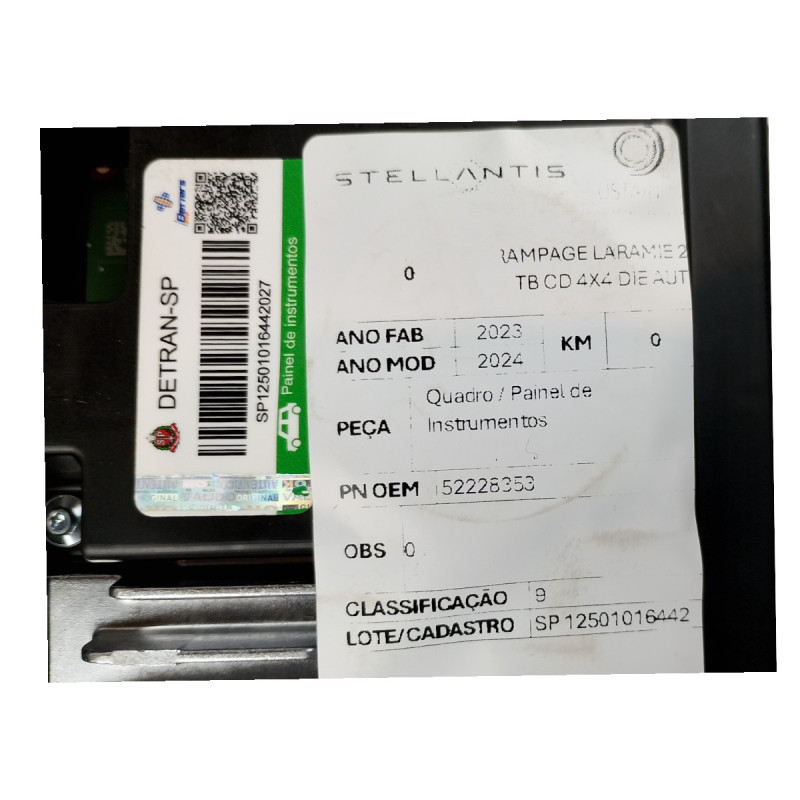 Detran.SP
DETRAN-SP
SP12501016442027
Painel de instrumentos
STELLANTIS
0
RAMPAGE LARAMIE 2
TB CD 4X4 DIE AUT
ANO FAB 2023
ANO MOD 2024
KM 0
PEÇA Quadro / Painel de
Instrumentos
PN OEM 52228353
OBS 0
CLASSIFICAÇÃO 9
LOTE/CADASTRO SP 12501016442